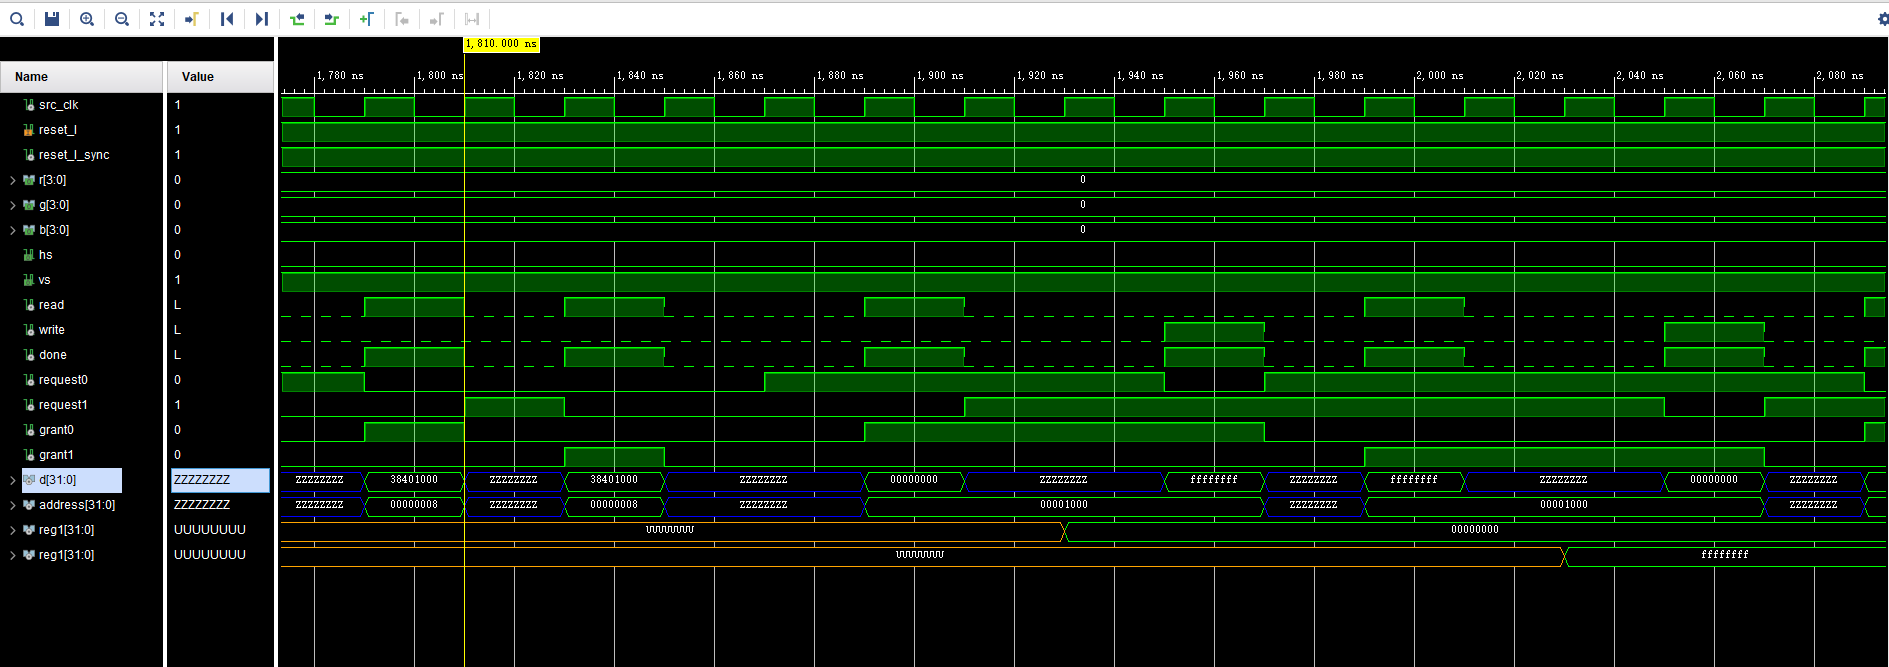 1,810.000 ns
1,780 ns 1,800 ns 1,820 ns 1,840 ns 1,860 ns 1,880 ns 1,900 ns 1,920 ns 1,940 ns 1,960 ns 1,980 ns 2,000 ns 2,020 ns 2,040 ns 2,060 ns 2,080 ns
Name Value
src_clk 1
reset_l 1
reset_l_sync 1
r[3:0] 0 0
g[3:0] 0 0
b[3:0] 0 0
hs 0
vs 1
read L
write L
done L
request0 0
request1 1
grant0 0
grant1 0
d[31:0] ZZZZZZZZ ZZZZZZZZ 38401000 ZZZZZZZZ 38401000 ZZZZZZZZ 00000000 ZZZZZZZZ ffffffff ZZZZZZZZ ffffffff ZZZZZZZZ 00000000 ZZZZZZZZ
address[31:0] ZZZZZZZZ ZZZZZZZZ 00000008 ZZZZZZZZ 00000008 ZZZZZZZZ 00001000 ZZZZZZZZ 00001000 ZZZZZZZZ
reg1[31:0] UUUUUUUU UUUUUUUU 00000000
reg1[31:0] UUUUUUUU UUUUUUUU ffffffff